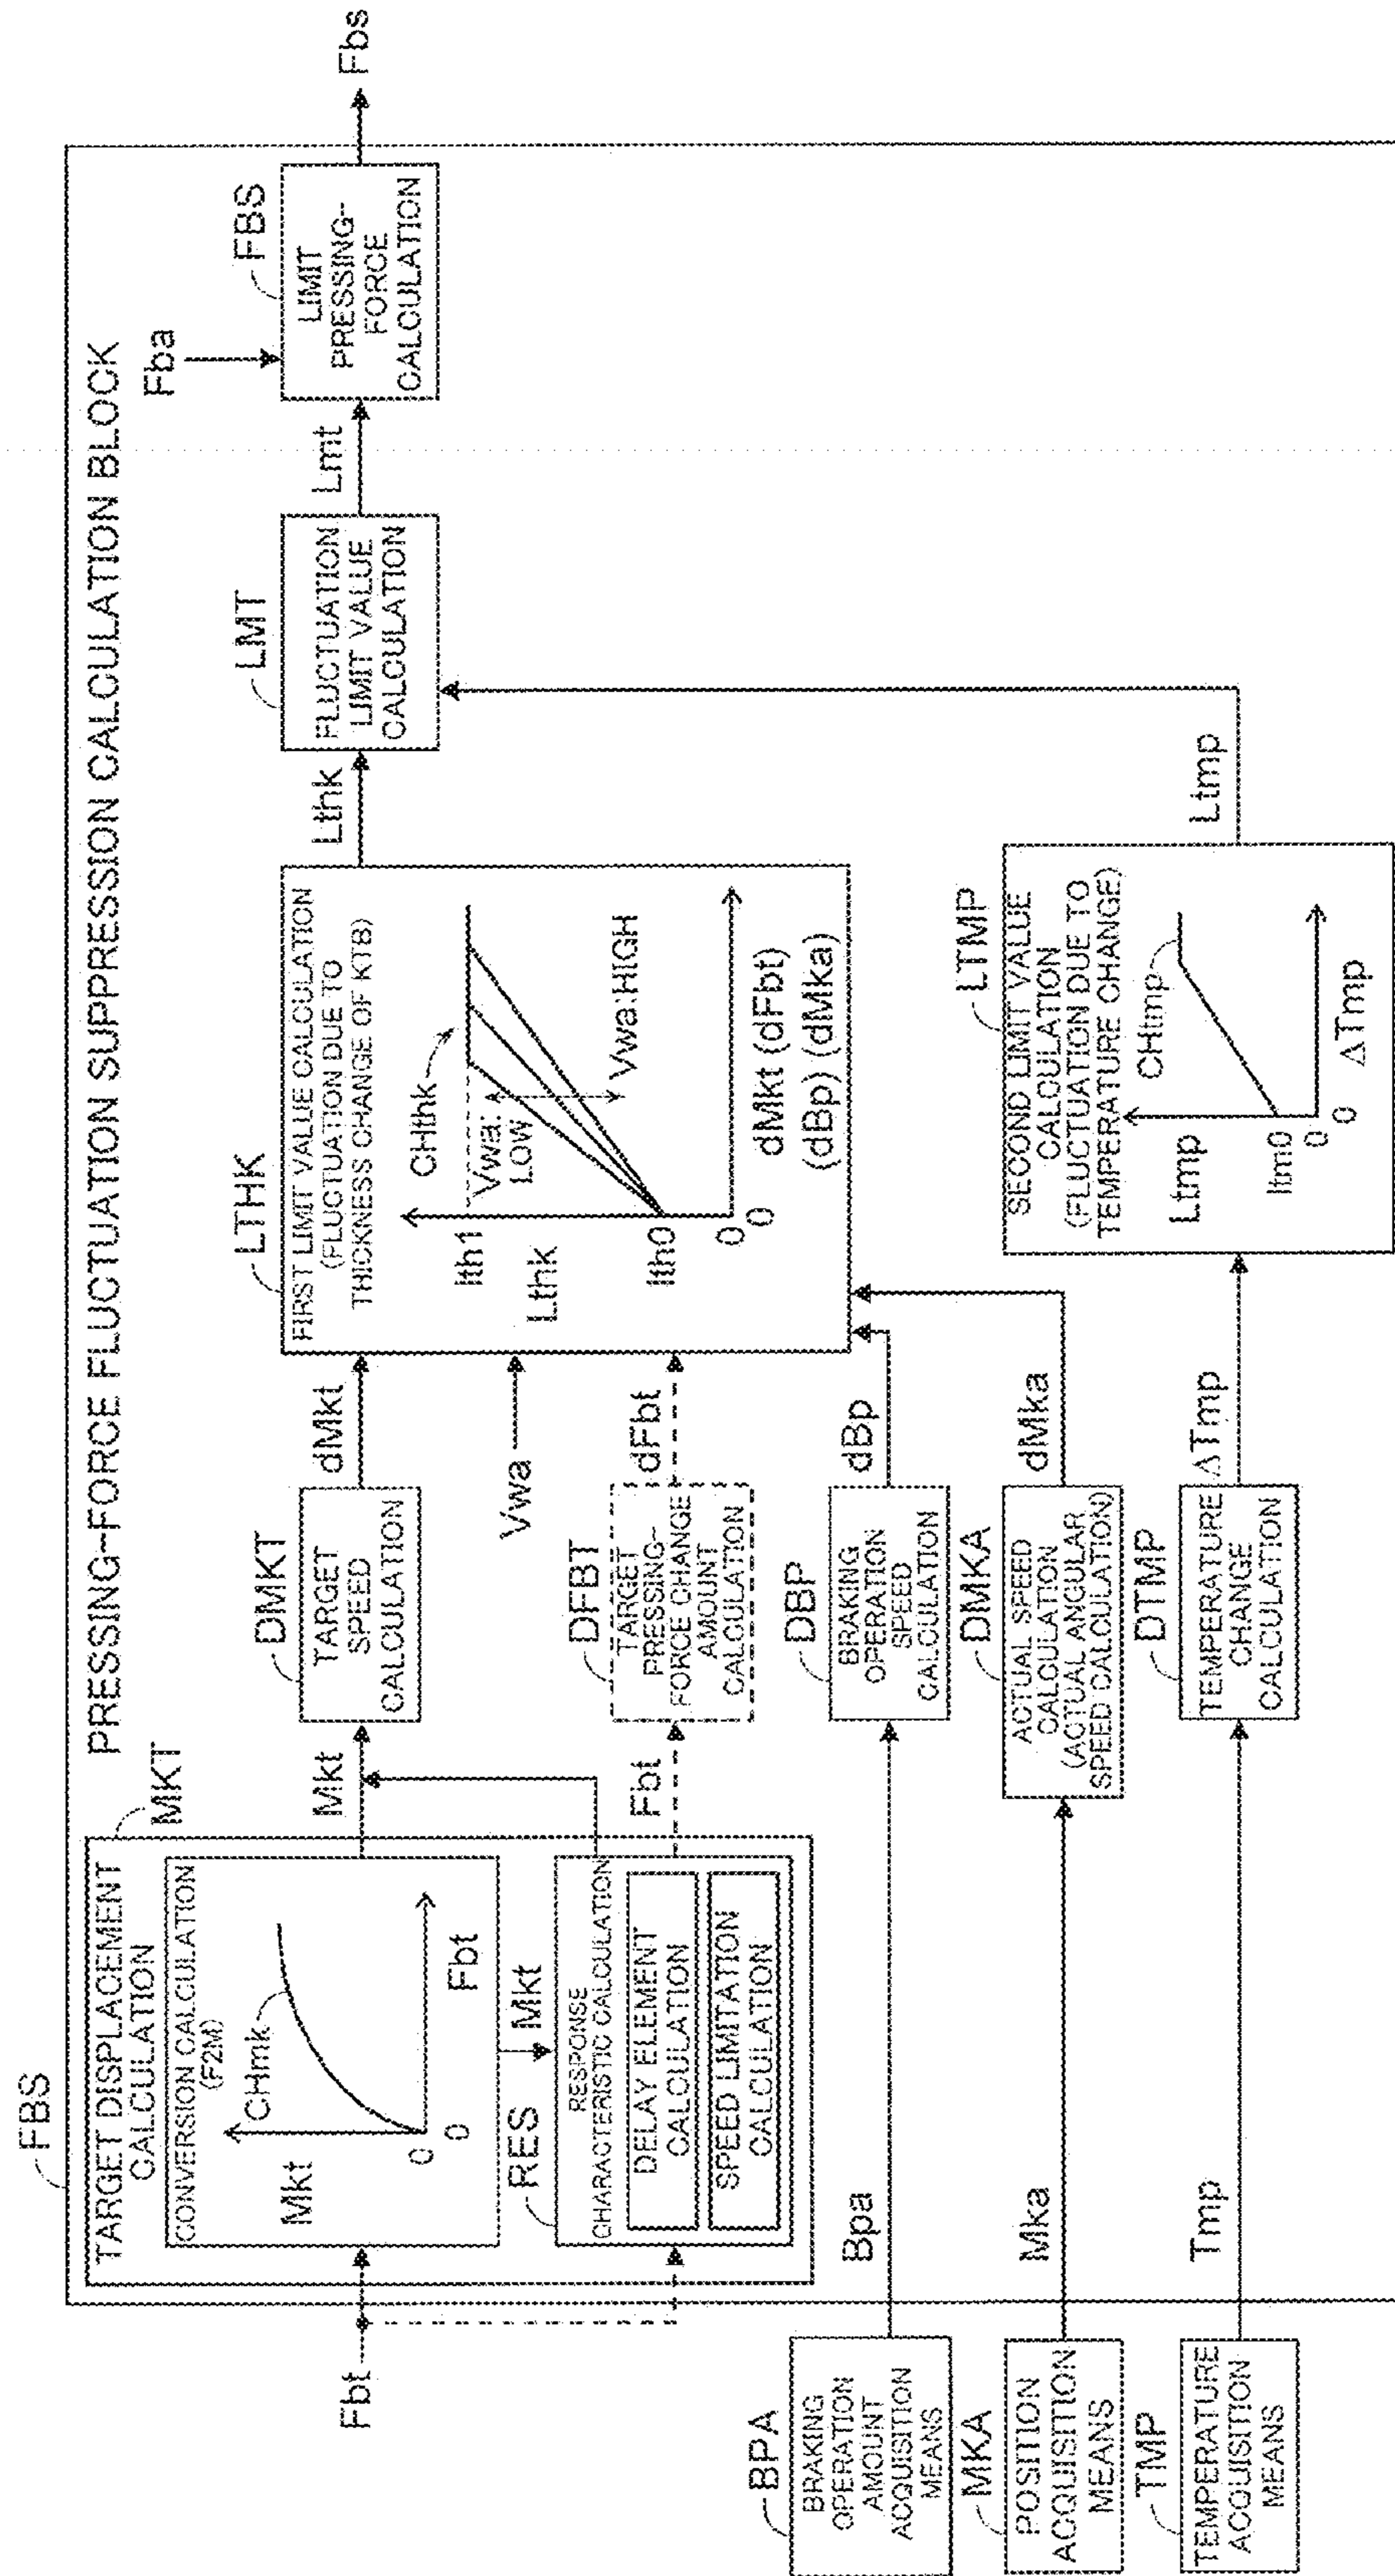 FBS
PRESSING-FORCE FLUCTUATION SUPPRESSION CALCULATION BLOCK
MKT
TARGET DISPLACEMENT
CALCULATION
CONVERSION CALCULATION
(F2M)
Mkt
CHmk
0
0
Fbt
Fbt
Mkt
RES
RESPONSE
CHARACTERISTIC CALCULATION
DELAY ELEMENT
CALCULATION
SPEED LIMITATION
CALCULATION
Mkt
Fbt
DMKT
TARGET
SPEED
CALCULATION
dMkt
Vwa
DFBT
TARGET
PRESSING-
FORCE CHANGE
AMOUNT
CALCULATION
dFbt
BPA
BRAKING
OPERATION
AMOUNT
ACQUISITION
MEANS
Bpa
DBP
BRAKING
OPERATION
SPEED
CALCULATION
dBp
MKA
POSITION
ACQUISITION
MEANS
Mka
DMKA
ACTUAL SPEED
CALCULATION
(ACTUAL ANGULAR
SPEED CALCULATION)
dMka
TMP
TEMPERATURE
ACQUISITION
MEANS
Tmp
DTMP
TEMPERATURE
CHANGE
CALCULATION
ΔTmp
LTHK
FIRST LIMIT VALUE CALCULATION
(FLUCTUATION DUE TO
THICKNESS CHANGE OF KTB)
lth1
Lthk
lth0
0
0
CHthk
Vwa:
LOW
Vwa:HIGH
dMkt (dFbt)
(dBp) (dMka)
Lthk
LTMP
SECOND LIMIT VALUE
CALCULATION
(FLUCTUATION DUE TO
TEMPERATURE CHANGE)
Ltmp
CHtmp
ltm0
0
0
ΔTmp
Ltmp
LMT
FLUCTUATION
LIMIT VALUE
CALCULATION
Lmt
Fba
FBS
LIMIT
PRESSING-
FORCE
CALCULATION
Fbs